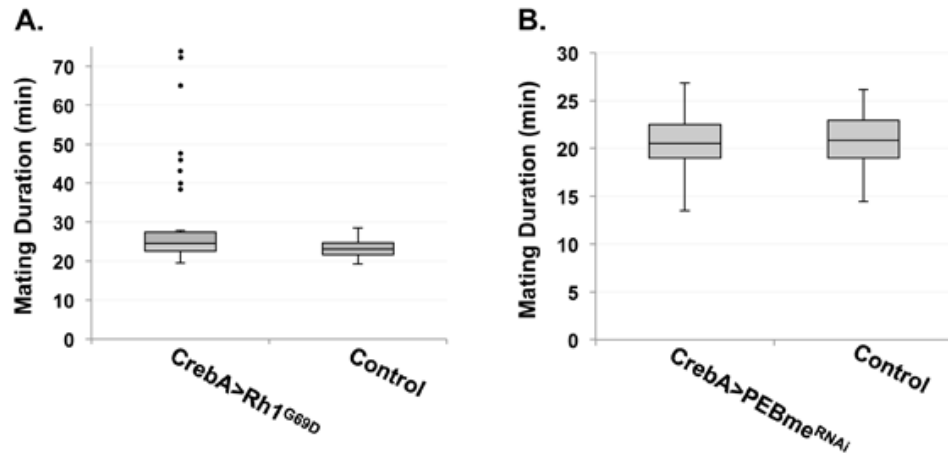 A.
Mating Duration (min)
70
60
50
40
30
20
10
0
CrebA>Rh1G69D
Control
B.
Mating Duration (min)
30
25
20
15
10
5
0
CrebA>PEBmeRNAi
Control